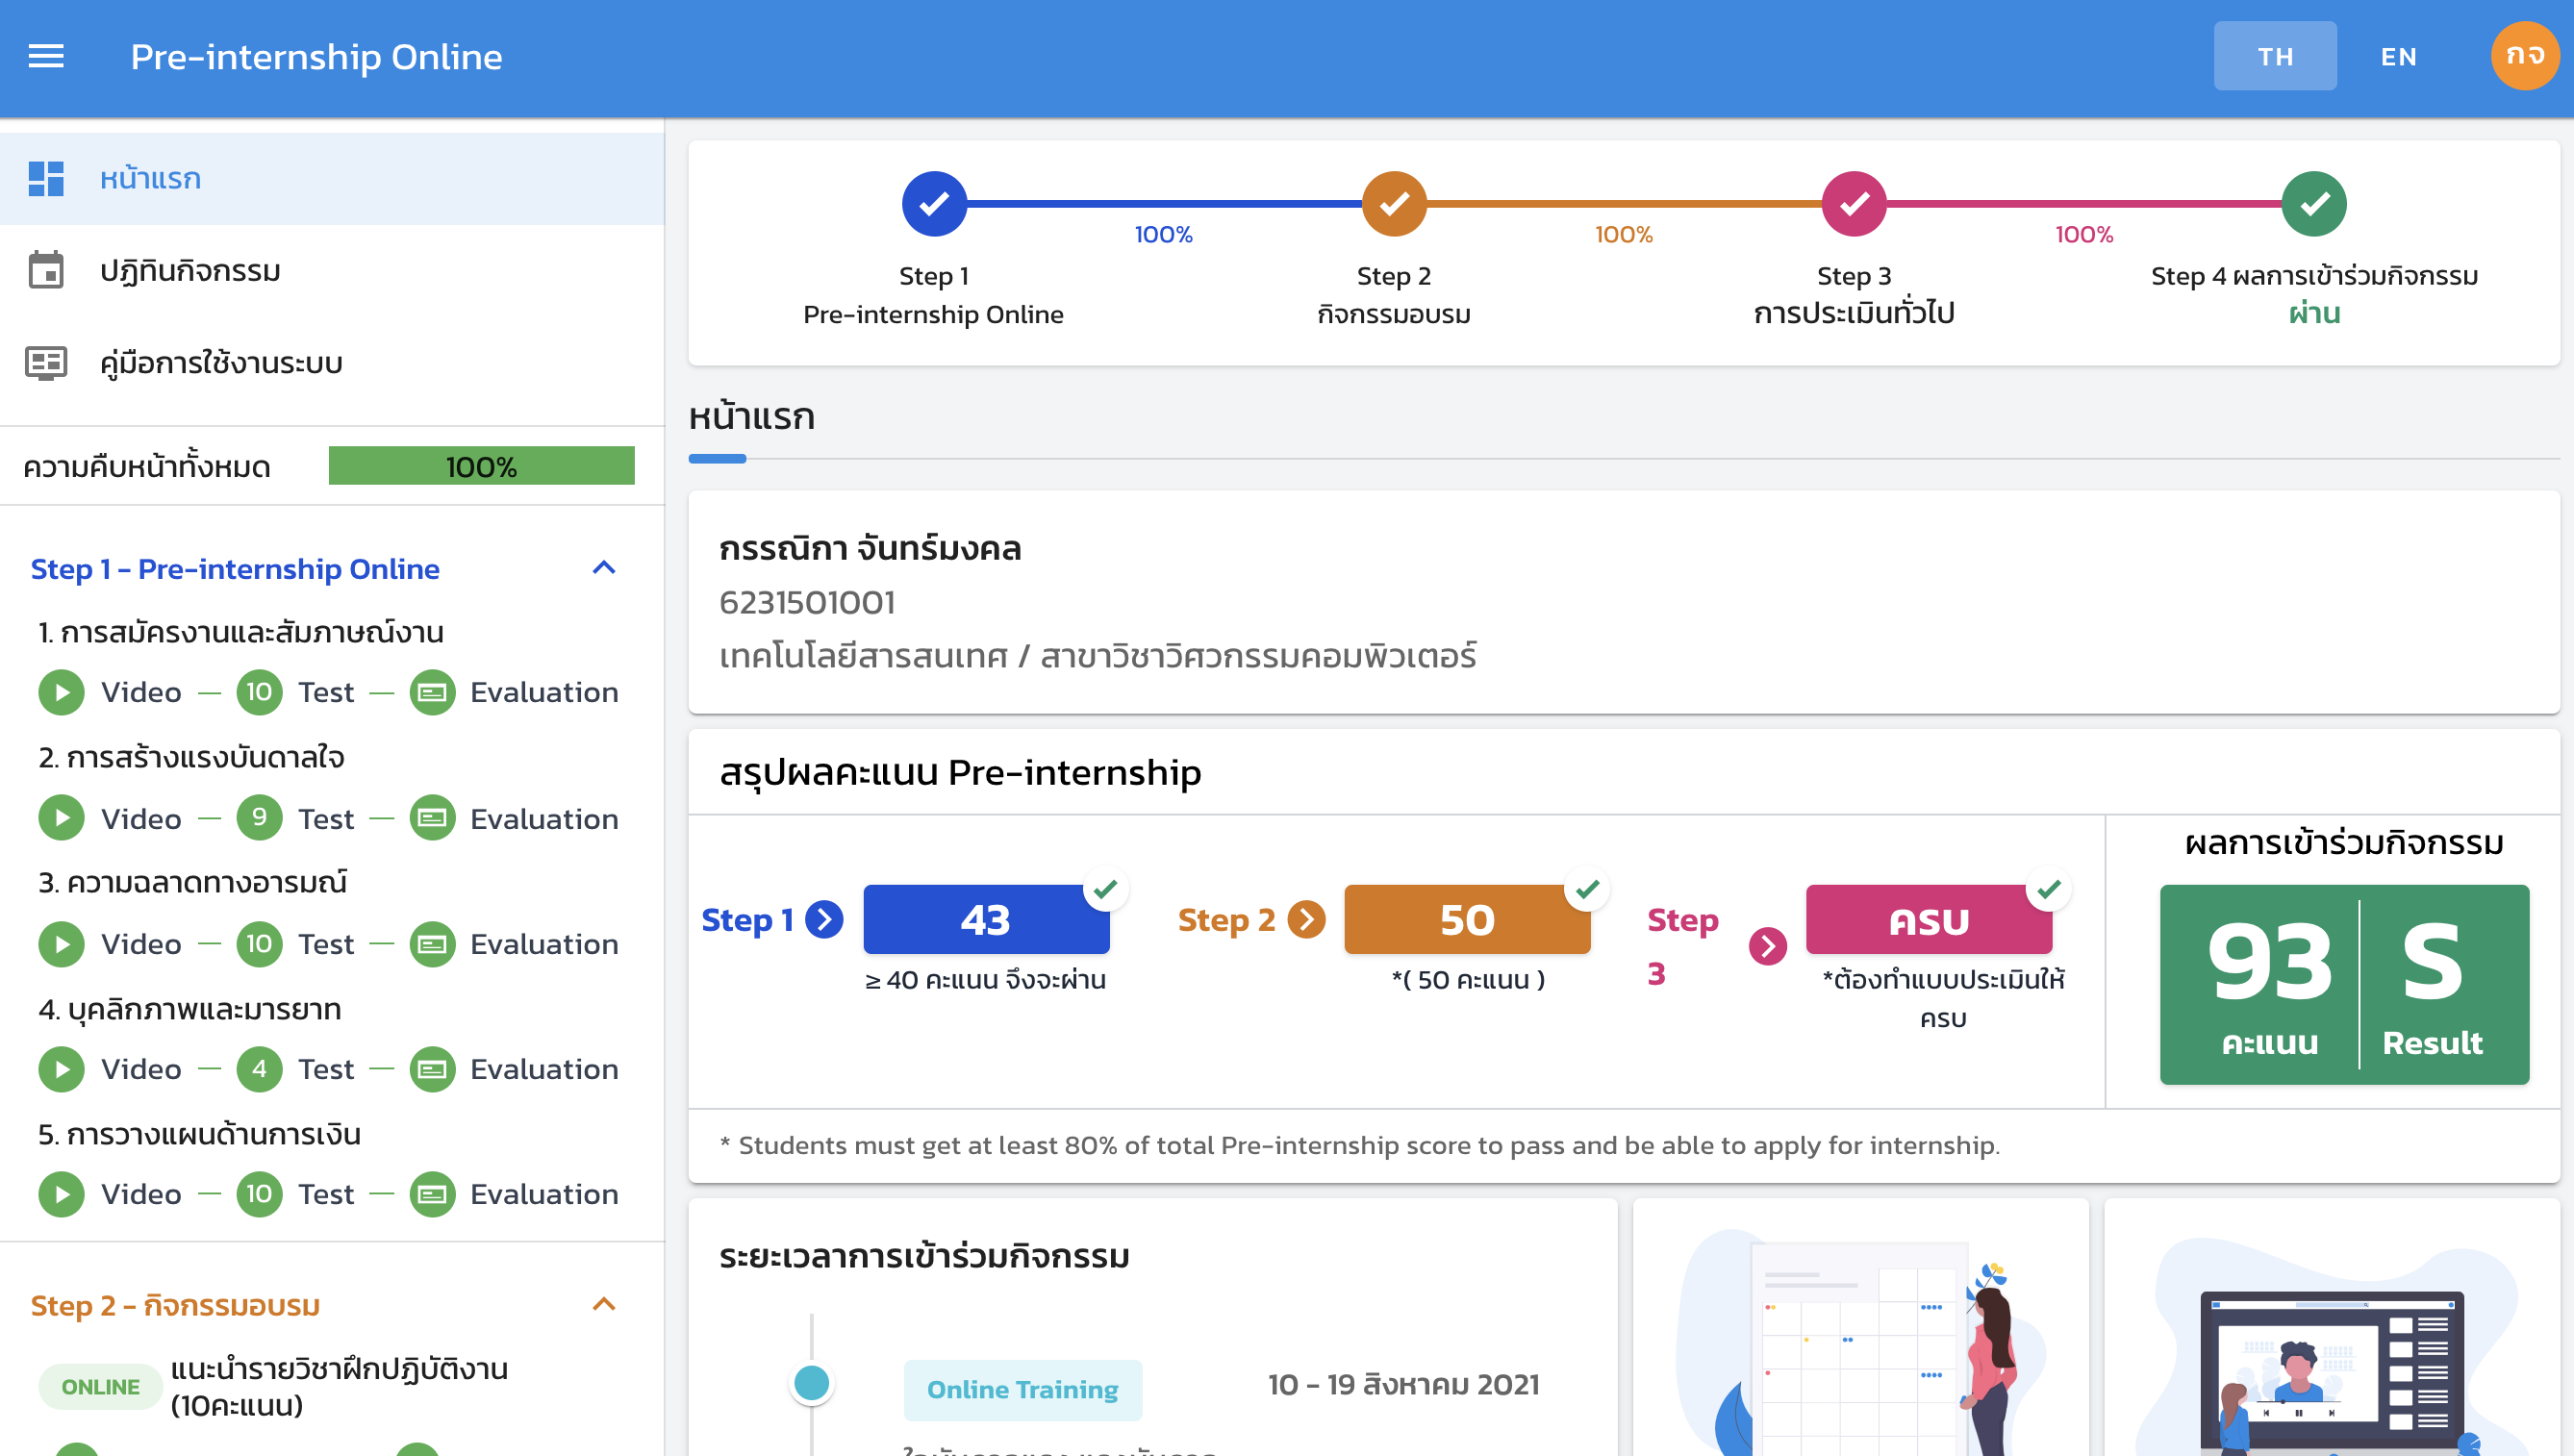 Pre-internship Online
TH
EN
กจ
หน้าแรก
ปฏิทินกิจกรรม
คู่มือการใช้งานระบบ
ความคืบหน้าทั้งหมด
100%
Step 1 - Pre-internship Online
1. การสมัครงานและสัมภาษณ์งาน
Video 10 Test Evaluation
2. การสร้างแรงบันดาลใจ
Video 9 Test Evaluation
3. ความฉลาดทางอารมณ์
Video 10 Test Evaluation
4. บุคลิกภาพและมารยาท
Video 4 Test Evaluation
5. การวางแผนด้านการเงิน
Video 10 Test Evaluation
Step 2 - กิจกรรมอบรม
ONLINE
แนะนำรายวิชาฝึกปฏิบัติงาน
(10คะแนน)
100%
100%
100%
Step 1
Pre-internship Online
Step 2
กิจกรรมอบรม
Step 3
การประเมินทั่วไป
Step 4 ผลการเข้าร่วมกิจกรรม
ผ่าน
หน้าแรก
กรรณิกา จันทร์มงคล
6231501001
เทคโนโลยีสารสนเทศ / สาขาวิชาวิศวกรรมคอมพิวเตอร์
สรุปผลคะแนน Pre-internship
Step 1
43
≥ 40 คะแนน จึงจะผ่าน
Step 2
50
*( 50 คะแนน )
Step
3
ครบ
*ต้องทำแบบประเมินให้
ครบ
ผลการเข้าร่วมกิจกรรม
93
คะแนน
S
Result
* Students must get at least 80% of total Pre-internship score to pass and be able to apply for internship.
ระยะเวลาการเข้าร่วมกิจกรรม
Online Training
10 - 19 สิงหาคม 2021